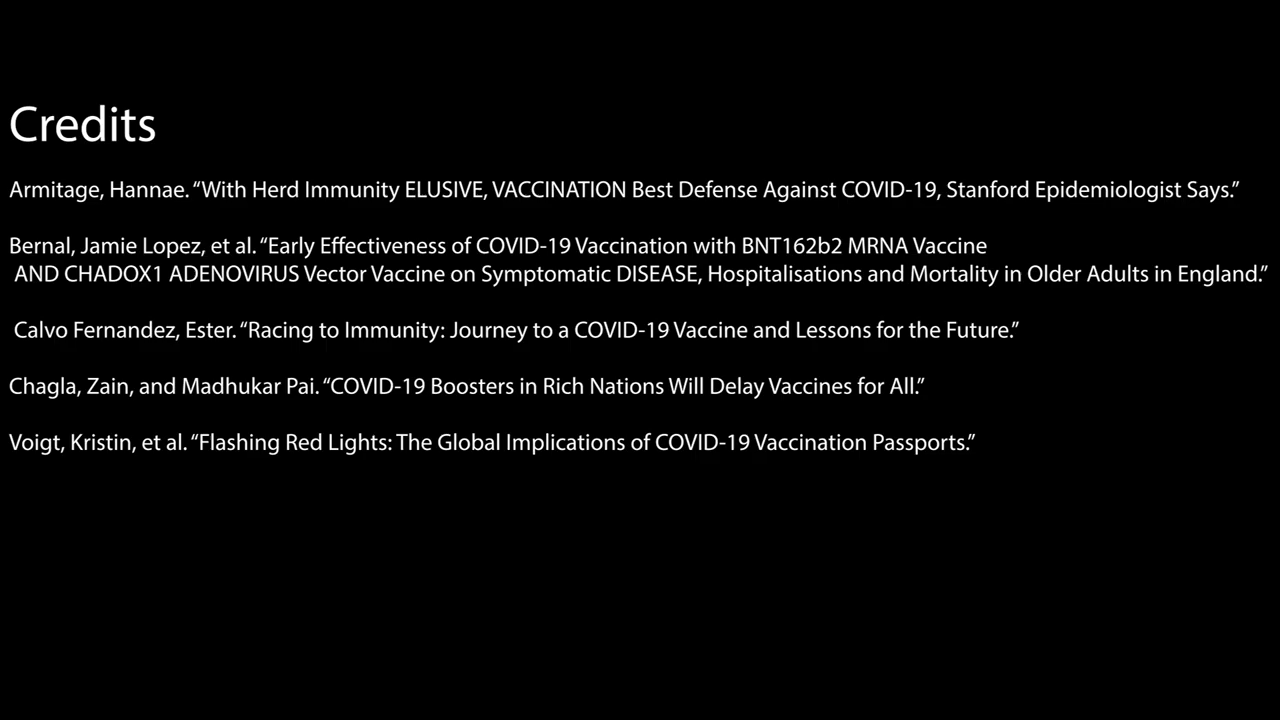 Credits
Armitage, Hannae. “With Herd Immunity ELUSIVE, VACCINATION Best Defense Against COVID-19, Stanford Epidemiologist Says.”
Bernal, Jamie Lopez, et al. “Early Effectiveness of COVID-19 Vaccination with BNT162b2 MRNA Vaccine
AND CHADOX1 ADENOVIRUS Vector Vaccine on Symptomatic DISEASE, Hospitalisations and Mortality in Older Adults in England.”
Calvo Fernandez, Ester. “Racing to Immunity: Journey to a COVID-19 Vaccine and Lessons for the Future.”
Chagla, Zain, and Madhukar Pai. “COVID-19 Boosters in Rich Nations Will Delay Vaccines for All.”
Voigt, Kristin, et al. “Flashing Red Lights: The Global Implications of COVID-19 Vaccination Passports.”